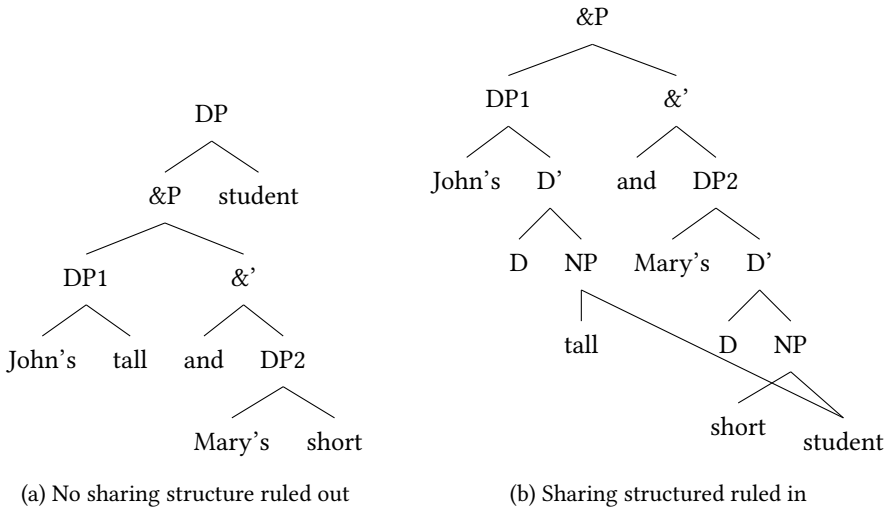 &P
DP1 &’
DP
John’s D’ and DP2
&P student
D NP Mary’s D’
DP1 &’
tall D NP
John’s tall and DP2
short student
Mary’s short
(a) No sharing structure ruled out
(b) Sharing structured ruled in